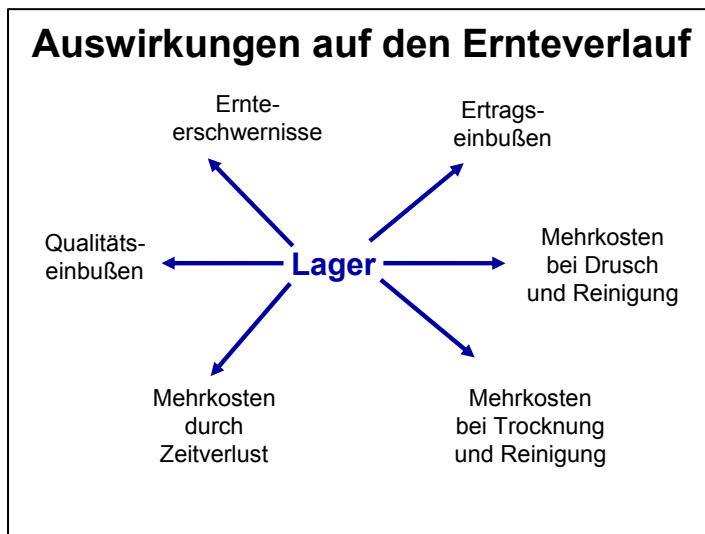 Auswirkungen auf den Ernteverlauf
Ernte-
erschwernisse
Ertrags-
einbußen
Qualitäts-
einbußen
Lager
Mehrkosten
bei Drusch
und Reinigung
Mehrkosten
durch
Zeitverlust
Mehrkosten
bei Trocknung
und Reinigung